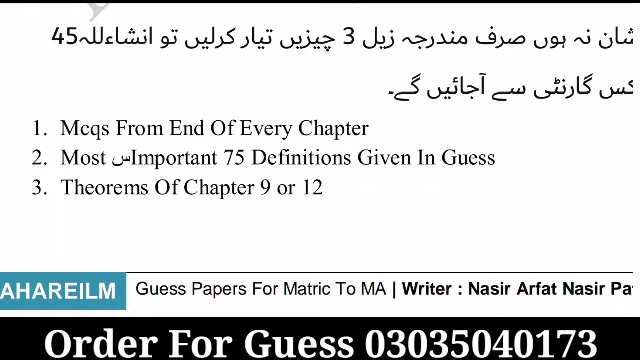 شان نہ ہوں صرف مندرجہ زیل 3 چیزیں تیار کرلیں تو انشاءللہ45
کس گارنٹی سے آجائیں گے۔
1. Mcqs From End Of Every Chapter
2. Most سImportant 75 Definitions Given In Guess
3. Theorems Of Chapter 9 or 12
AHAREILM Guess Papers For Matric To MA | Writer : Nasir Arfat Nasir Pa
Order For Guess 03035040173